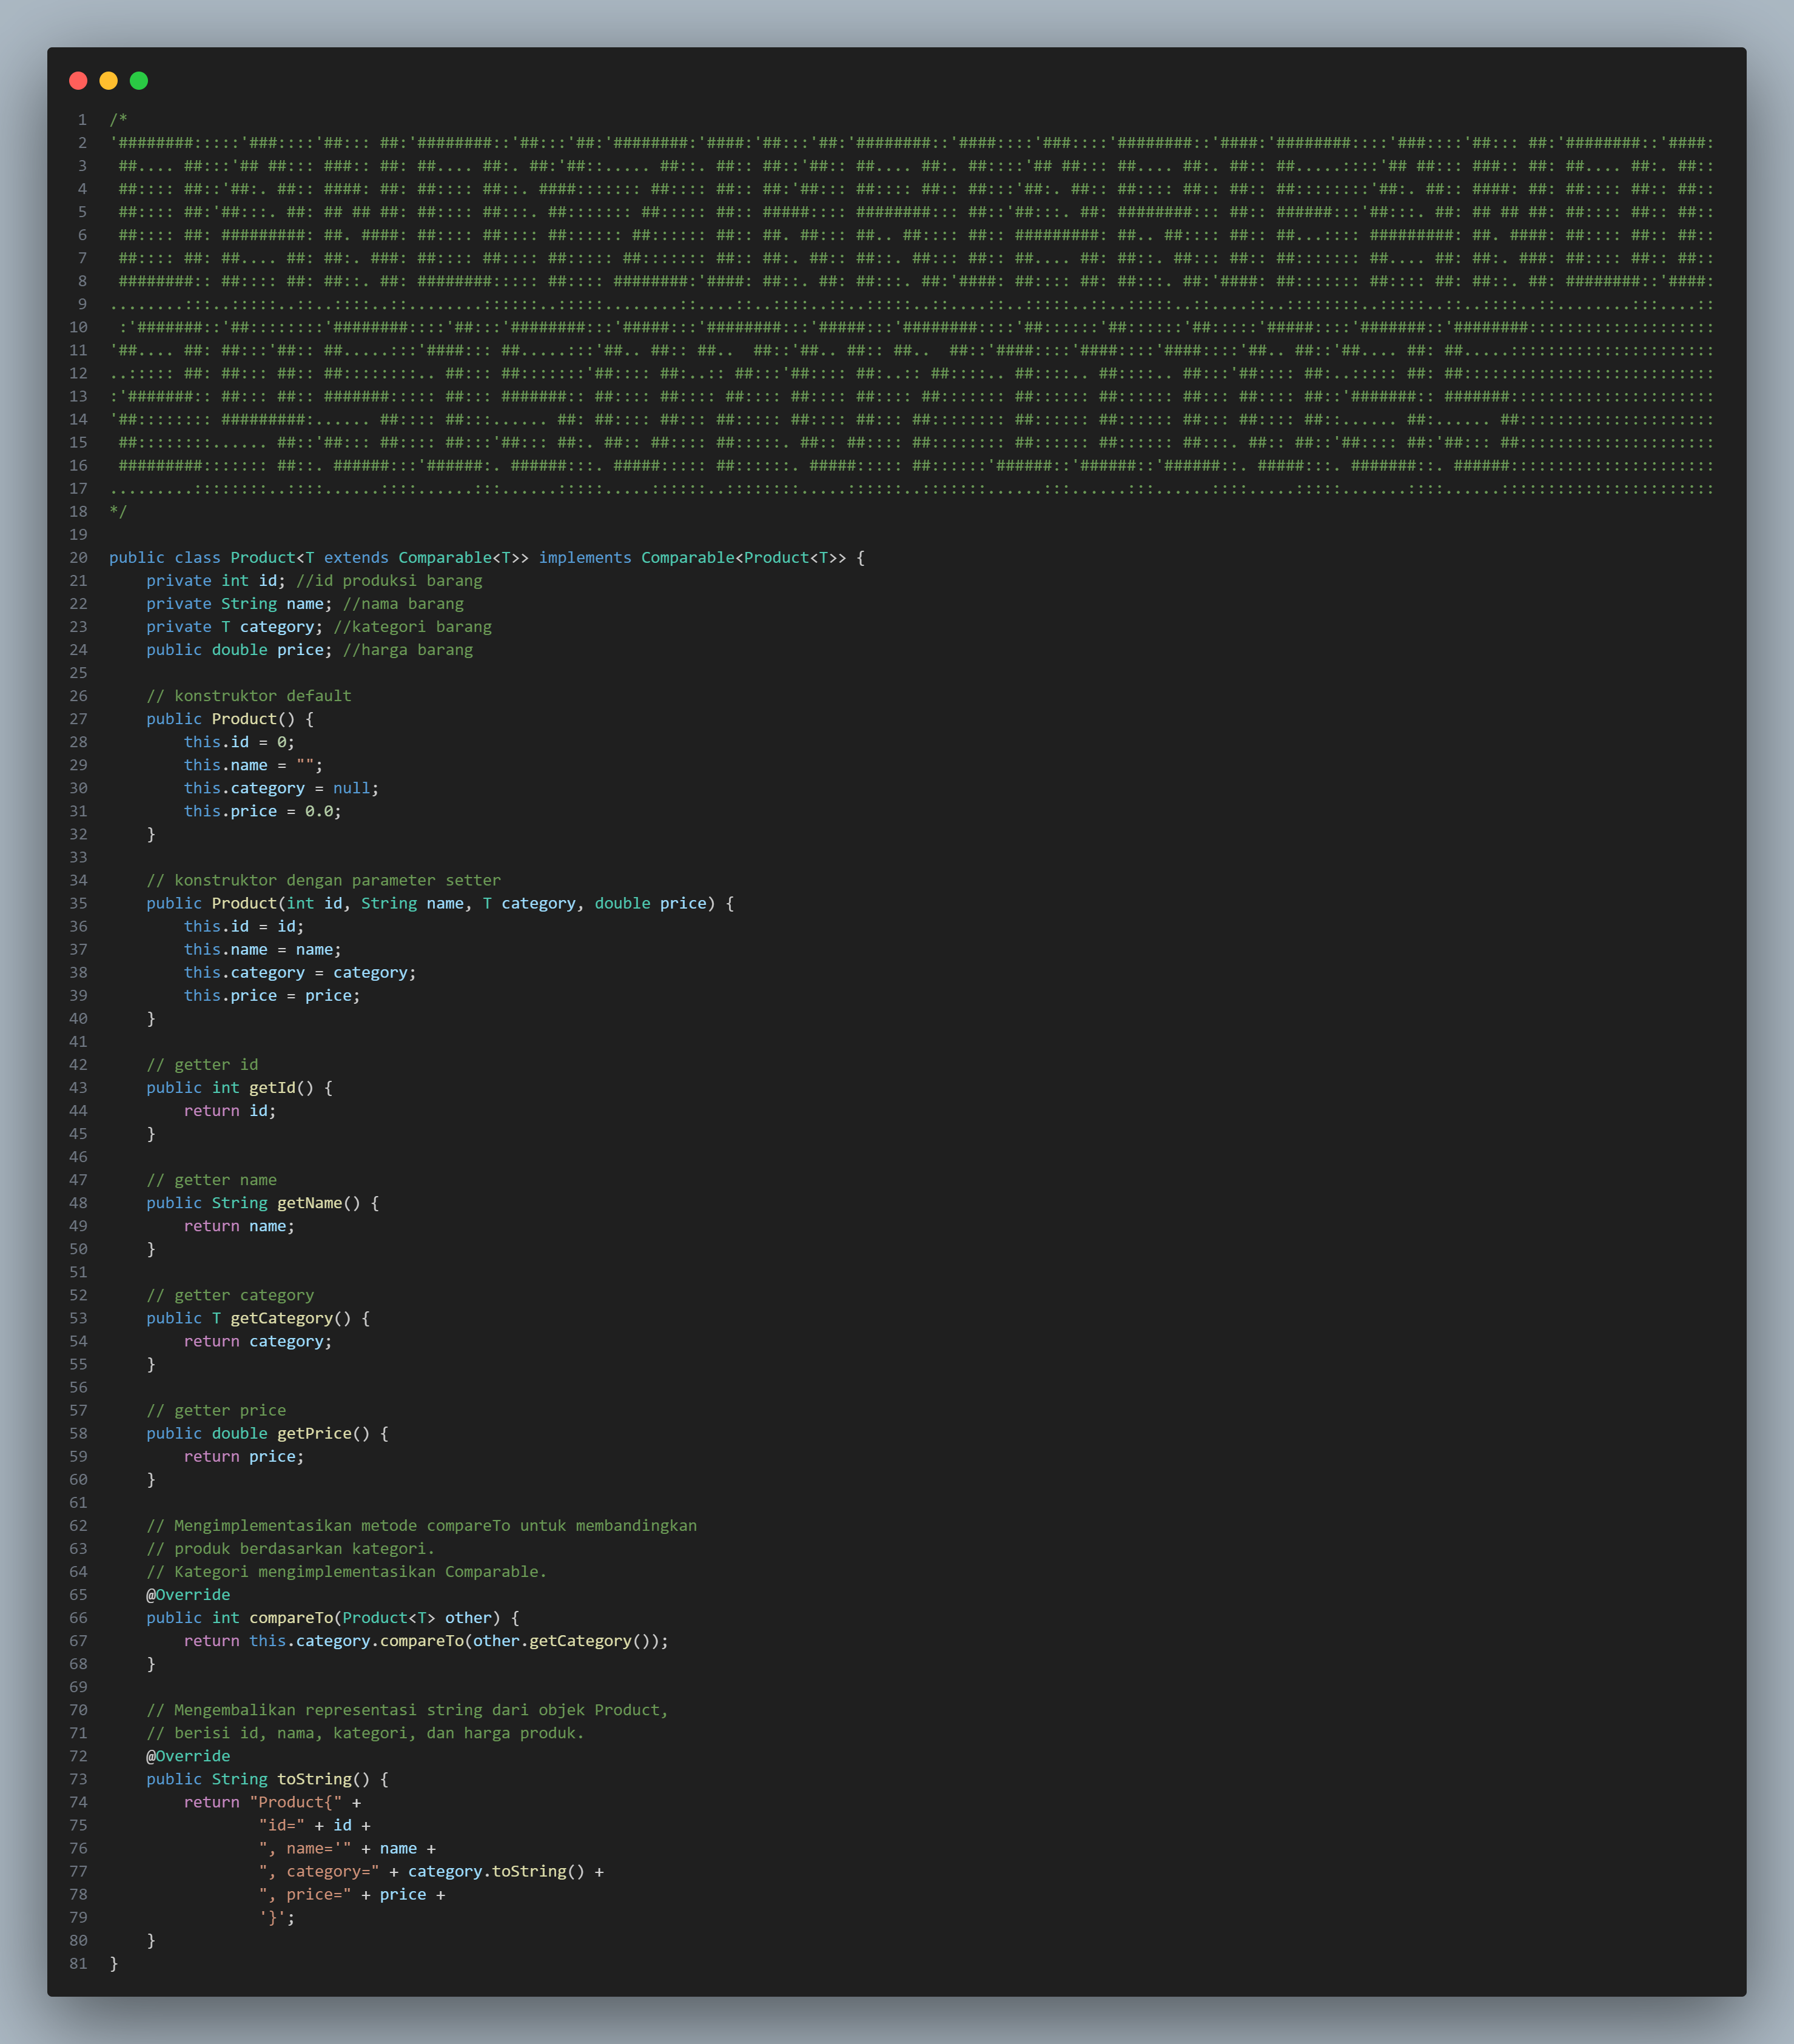 1 /*
2
3
4
5
6
7
8
9
10
11
12
13
14
15
16
17
18 */
19
20 public class Product<T extends Comparable<T>> implements Comparable<Product<T>> {
21     private int id; //id produksi barang
22     private String name; //nama barang
23     private T category; //kategori barang
24     public double price; //harga barang
25
26     // konstruktor default
27     public Product() {
28         this.id = 0;
29         this.name = "";
30         this.category = null;
31         this.price = 0.0;
32     }
33
34     // konstruktor dengan parameter setter
35     public Product(int id, String name, T category, double price) {
36         this.id = id;
37         this.name = name;
38         this.category = category;
39         this.price = price;
40     }
41
42     // getter id
43     public int getId() {
44         return id;
45     }
46
47     // getter name
48     public String getName() {
49         return name;
50     }
51
52     // getter category
53     public T getCategory() {
54         return category;
55     }
56
57     // getter price
58     public double getPrice() {
59         return price;
60     }
61
62     // Mengimplementasikan metode compareTo untuk membandingkan
63     // produk berdasarkan kategori.
64     // Kategori mengimplementasikan Comparable.
65     @Override
66     public int compareTo(Product<T> other) {
67         return this.category.compareTo(other.getCategory());
68     }
69
70     // Mengembalikan representasi string dari objek Product,
71     // berisi id, nama, kategori, dan harga produk.
72     @Override
73     public String toString() {
74         return "Product{" +
75                 "id=" + id +
76                 ", name='" + name +
77                 ", category=" + category.toString() +
78                 ", price=" + price +
79                 '}';
80     }
81 }